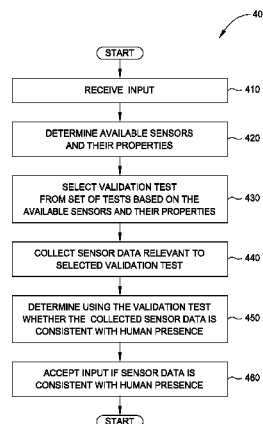 40
START
RECEIVE INPUT
410
DETERMINE AVAILABLE SENSORS
AND THEIR PROPERTIES
420
SELECT VALIDATION TEST
FROM SET OF TESTS BASED ON THE
AVAILABLE SENSORS AND THEIR PROPERTIES
430
COLLECT SENSOR DATA RELEVANT TO
SELECTED VALIDATION TEST
440
DETERMINE USING THE VALIDATION TEST
WHETHER THE COLLECTED SENSOR DATA IS
CONSISTENT WITH HUMAN PRESENCE
450
ACCEPT INPUT IF SENSOR DATA IS
CONSISTENT WITH HUMAN PRESENCE
460
START